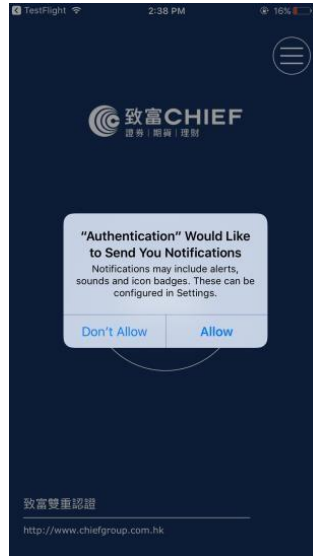 TestFlight 2:38 PM 16%
致富CHIEF
證券 | 期貨 | 理財
"Authentication" Would Like
to Send You Notifications
Notifications may include alerts,
sounds and icon badges. These can be
configured in Settings.
Don't Allow Allow
致富雙重認證
http://www.chiefgroup.com.hk